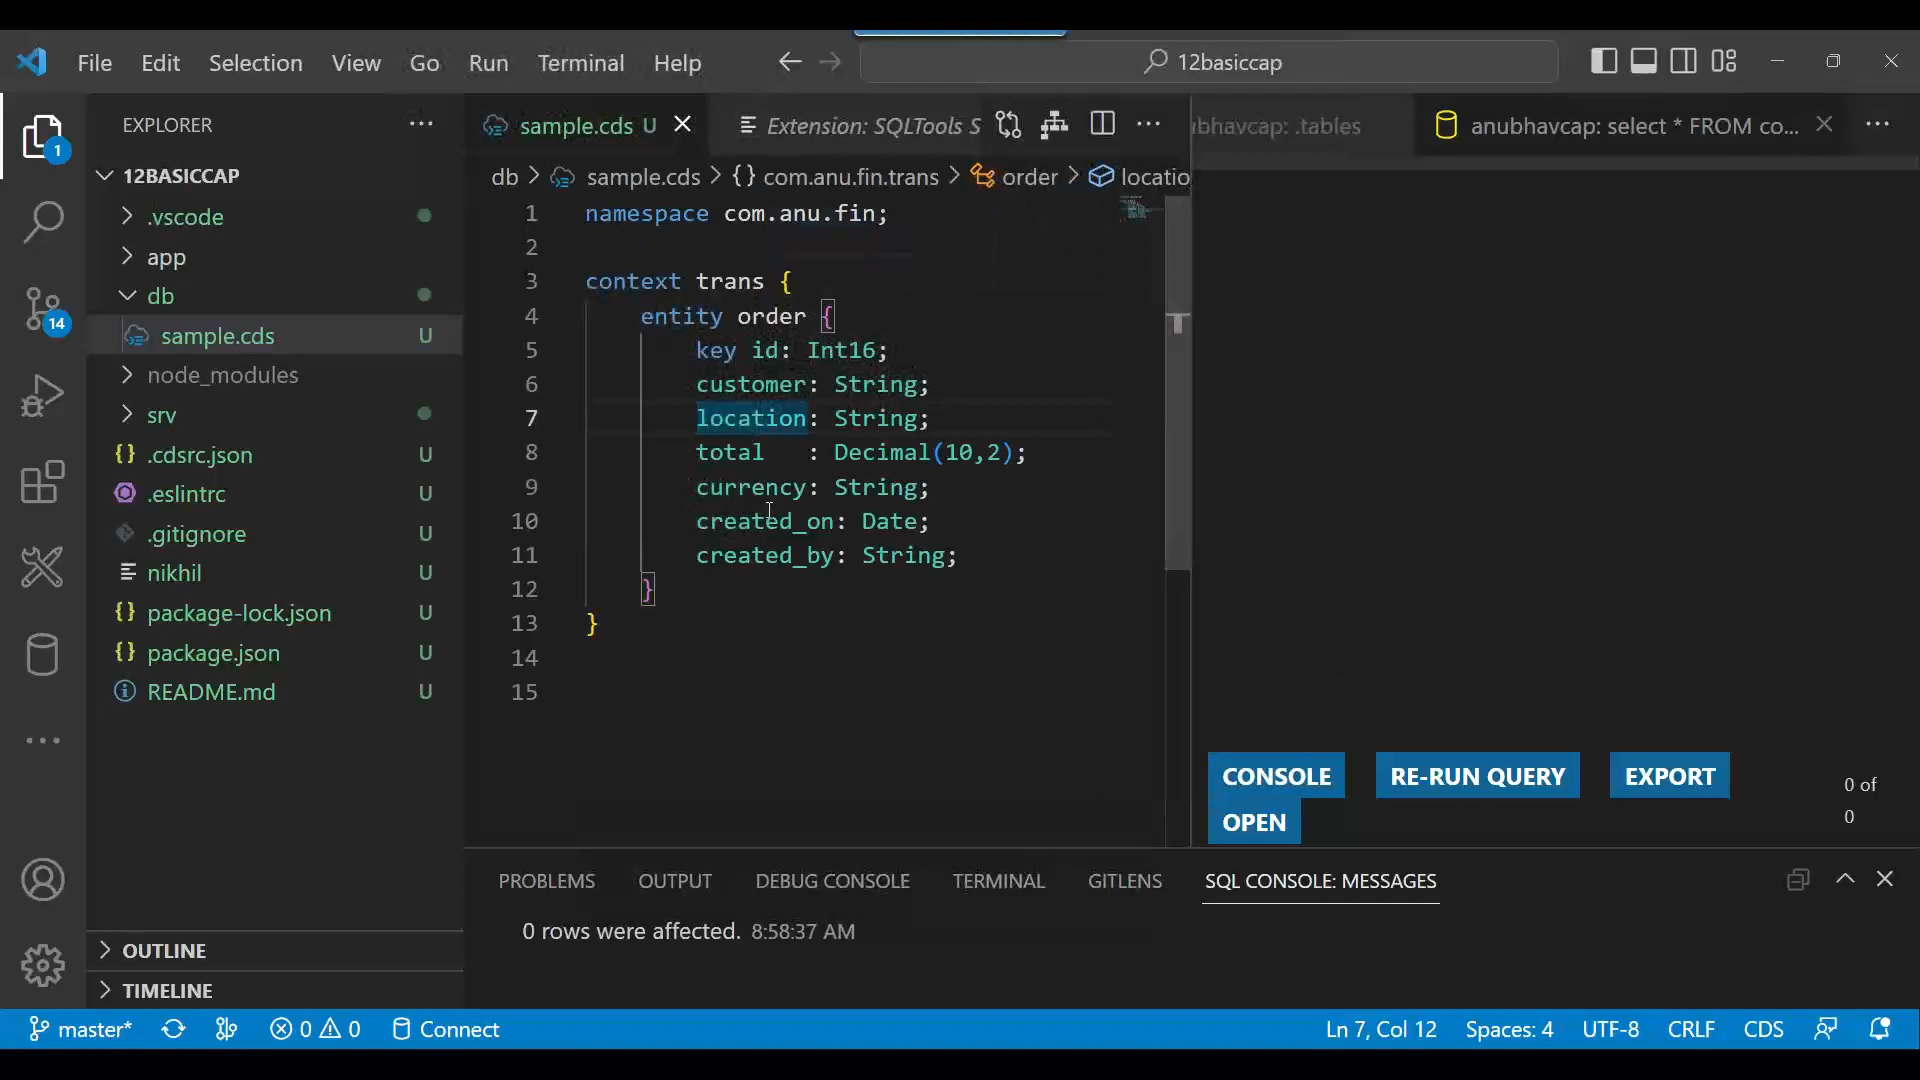 File Edit Selection View Go Run Terminal Help
12basiccap
EXPLORER
1
12BASICCAP
.vscode
app
db
sample.cds U
node_modules
srv
.cdsrc.json U
.eslintrc U
.gitignore U
nikhil U
package-lock.json U
package.json U
README.md U
14
OUTLINE
TIMELINE
sample.cds U
Extension: SQLTools S
db > sample.cds > {} com.anu.fin.trans > order > locatio
1 namespace com.anu.fin;
2
3 context trans {
4 entity order {
5 key id: Int16;
6 customer: String;
7 location: String;
8 total : Decimal(10,2);
9 currency: String;
10 created_on: Date;
11 created_by: String;
12 }
13 }
14
15
bhavcap: .tables
anubhavcap: select * FROM co...
CONSOLE RE-RUN QUERY EXPORT
OPEN
0 of
0
PROBLEMS OUTPUT DEBUG CONSOLE TERMINAL GITLENS SQL CONSOLE: MESSAGES
0 rows were affected. 8:58:37 AM
master* 0 0 Connect
Ln 7, Col 12 Spaces: 4 UTF-8 CRLF CDS